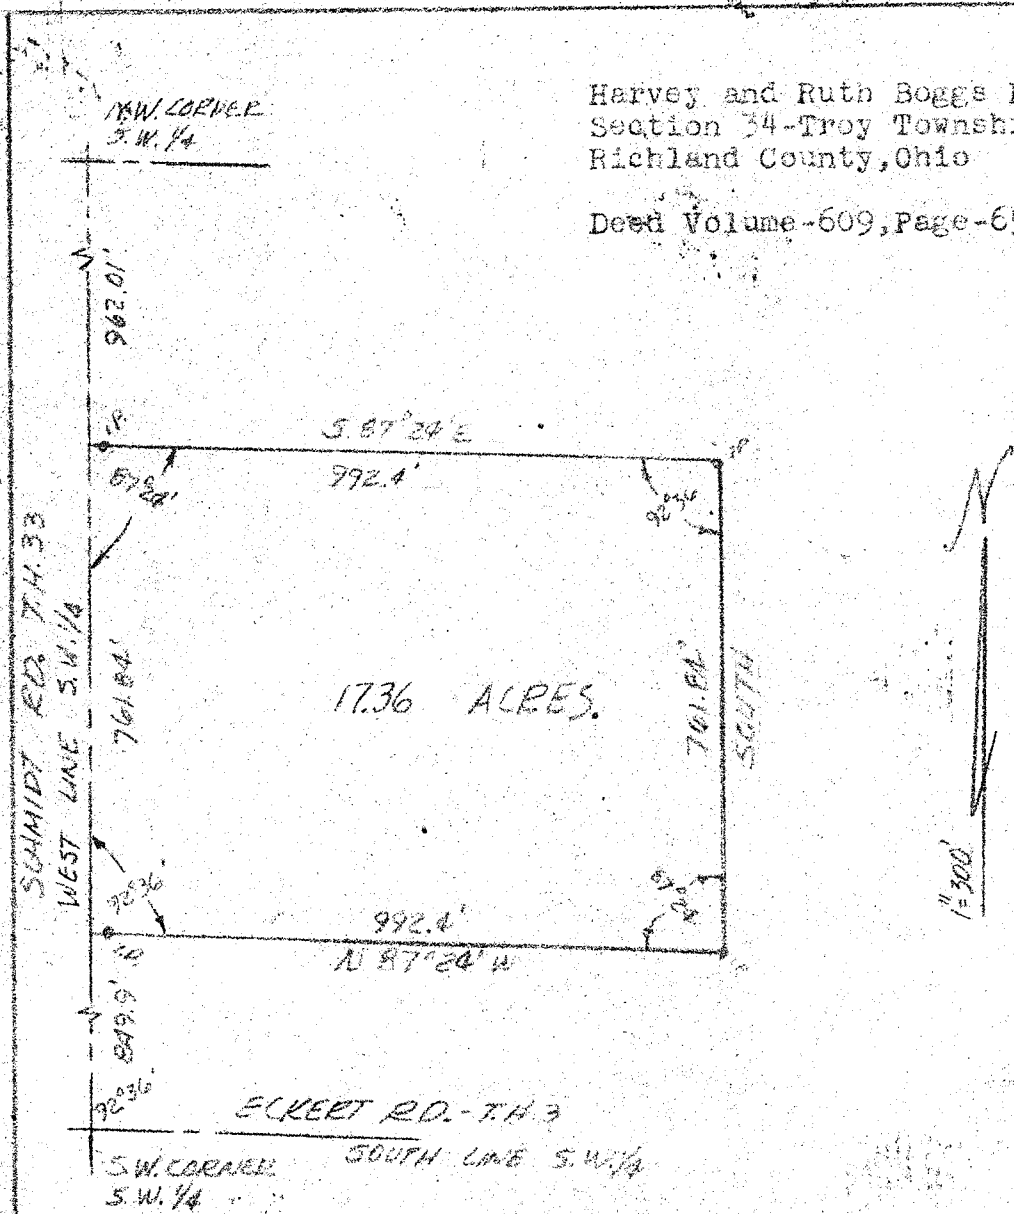 Harvey and Ruth Boggs
Section 34-Troy
Richland County,Ohio
Deed Volume-609,Page-
N.W. CORNER
S.W. 1/4
962.01'
I.P.
S. 87°24' E
992.4'
I.P.
87°24'
92°36'
SCHMIDT RD. T.H. 33
WEST LINE S.W. 1/4
761.84'
17.36 ACRES.
761.84'
SOUTH
N
1"=300'
92°36'
87°24'
992.4'
N 87°24' W
849.9'
92°36'
ECKERT RD. - T.H 3
SOUTH LINE S.W. 1/4
S.W. CORNER
S.W. 1/4